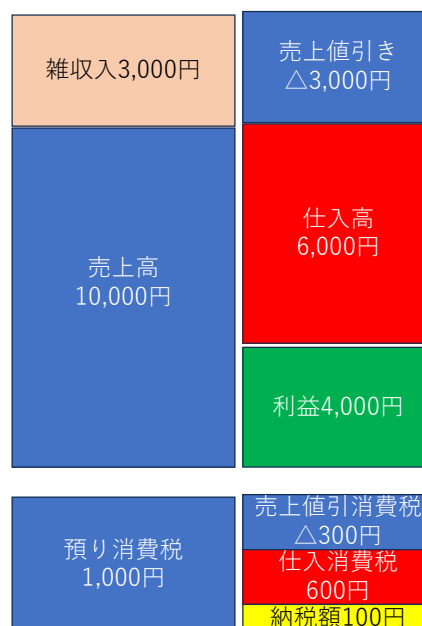 雑収入3,000円
売上高
10,000円
売上値引き
△3,000円
仕入高
6,000円
利益4,000円
預り消費税
1,000円
売上値引消費税
△300円
仕入消費税
600円
納税額100円